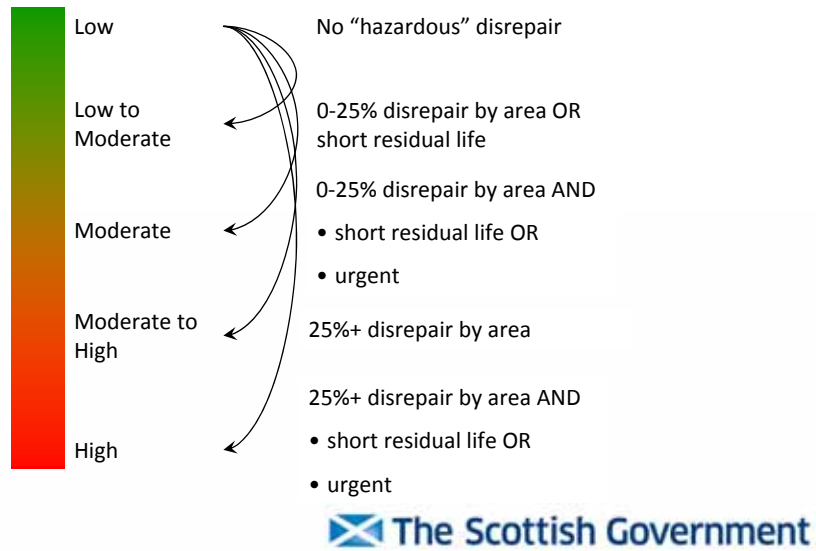 Low
No “hazardous” disrepair
Low to
Moderate
0-25% disrepair by area OR
short residual life
Moderate
0-25% disrepair by area AND
• short residual life OR
• urgent
Moderate to
High
25%+ disrepair by area
High
25%+ disrepair by area AND
• short residual life OR
• urgent
The Scottish Government